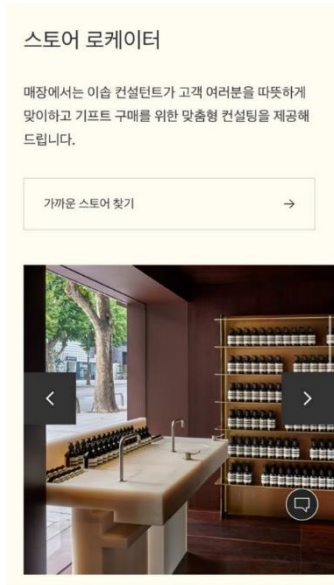 스토어 로케이터
매장에서는 이솝 컨설턴트가 고객 여러분을 따뜻하게
맞이하고 기프트 구매를 위한 맞춤형 컨설팅을 제공해
드립니다.
가까운 스토어 찾기